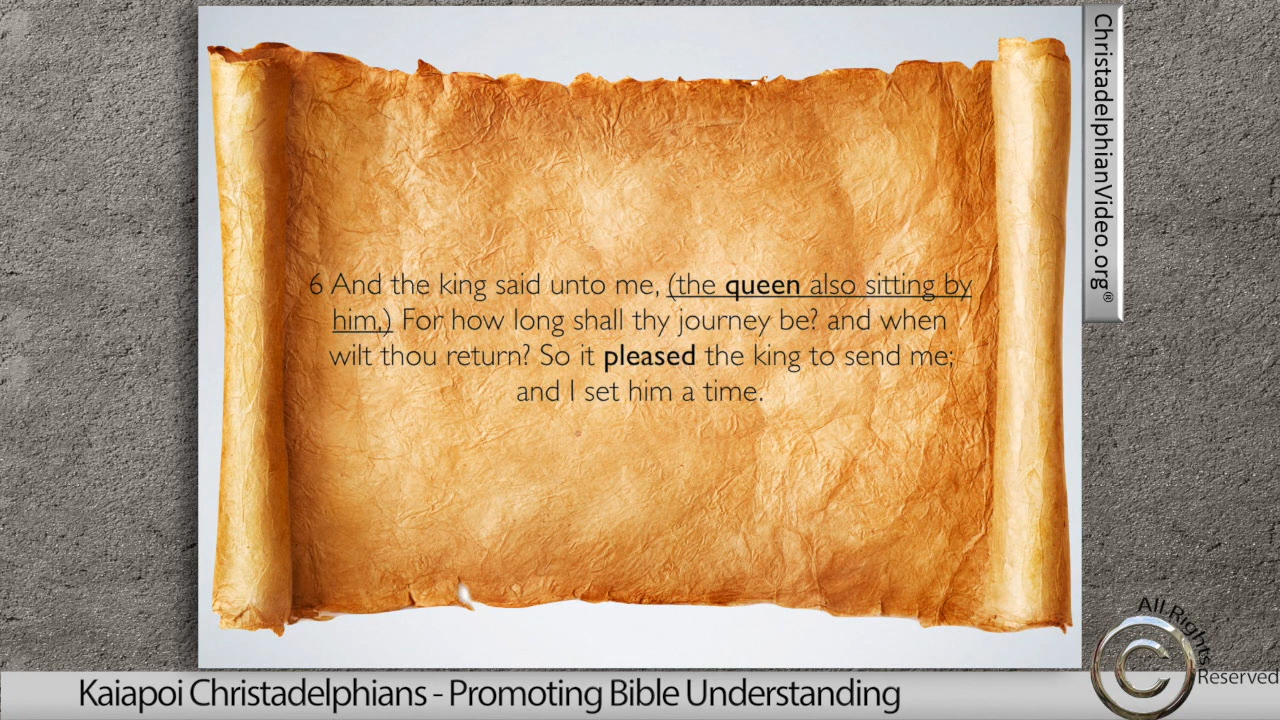 6 And the king said unto me, (the queen also sitting by
him,) For how long shall thy journey be? and when
wilt thou return? So it pleased the king to send me;
and I set him a time.
ChristadelphianVideo.org®
All Rights
Reserved
Kaiapoi Christadelphians - Promoting Bible Understanding